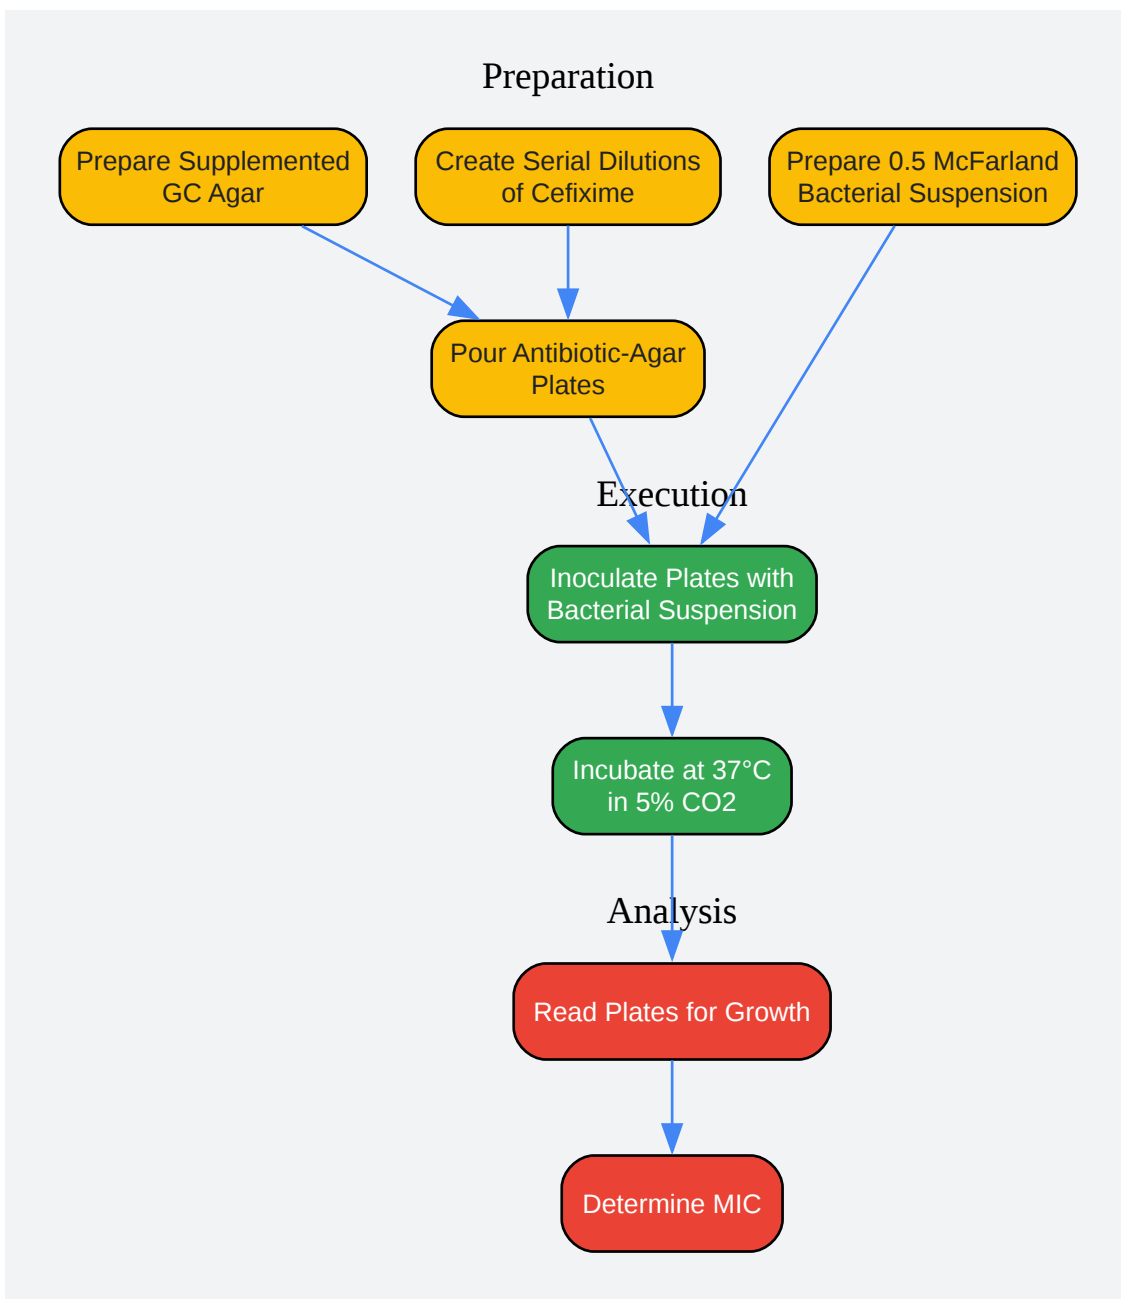 Preparation
Prepare Supplemented
GC Agar
Create Serial Dilutions
of Cefixime
Prepare 0.5 McFarland
Bacterial Suspension
Pour Antibiotic-Agar
Plates
Execution
Inoculate Plates with
Bacterial Suspension
Incubate at 37°C
in 5% CO2
Analysis
Read Plates for Growth
Determine MIC